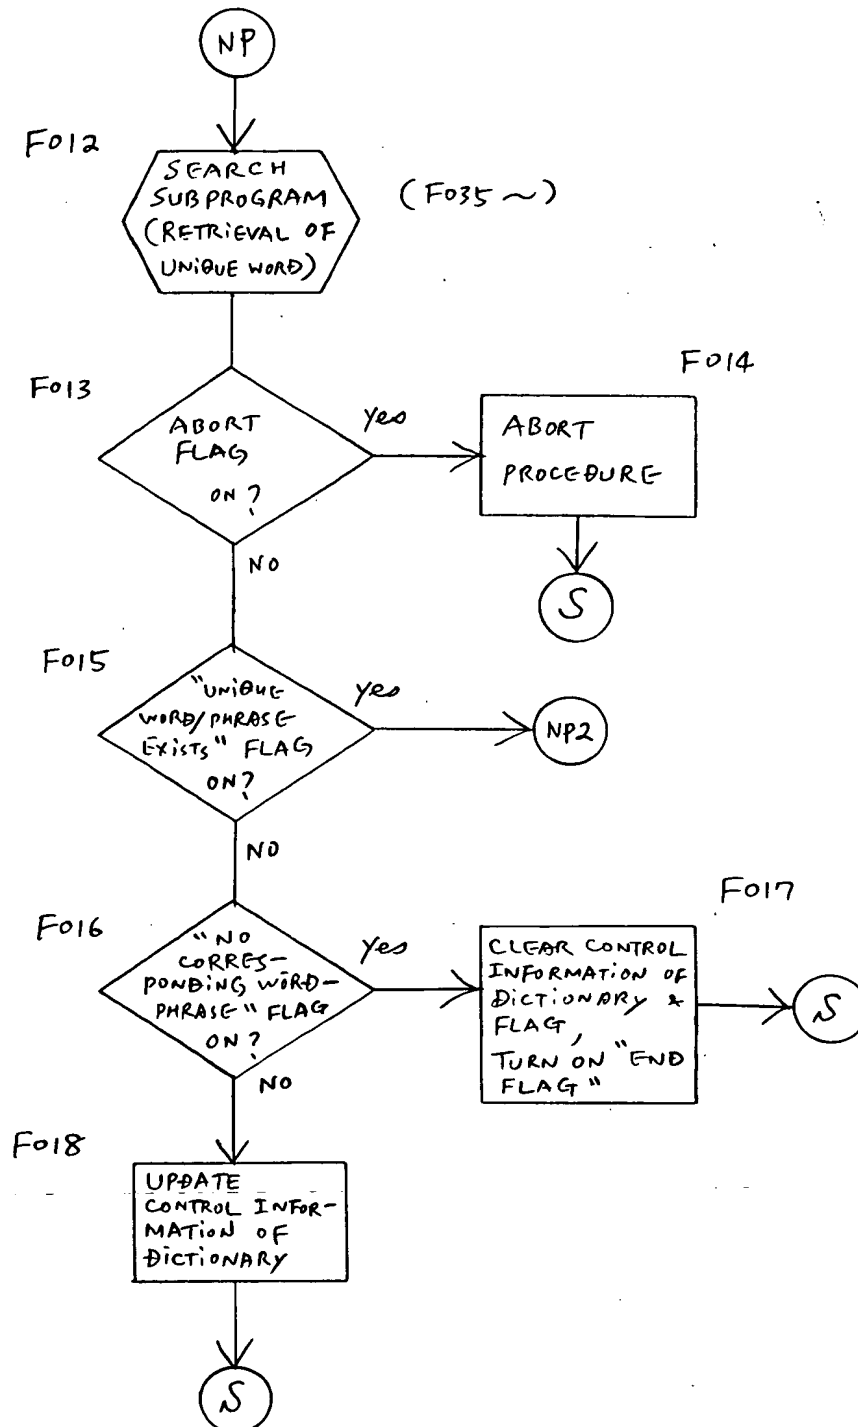 NP
F012
SEARCH
SUBPROGRAM
(RETRIEVAL OF
UNIQUE WORD)
(F035 ~)
F013
ABORT
FLAG
ON?
Yes
F014
ABORT
PROCEDURE
S
NO
F015
"UNIQUE
WORD/PHRASE
EXISTS" FLAG
ON?
Yes
NP2
NO
F016
"NO
CORRES-
PONDING WORD-
PHRASE" FLAG
ON?
Yes
F017
CLEAR CONTROL
INFORMATION OF
DICTIONARY &
FLAG,
TURN ON "END
FLAG"
S
NO
F018
UPDATE
CONTROL INFOR-
MATION OF
DICTIONARY
S